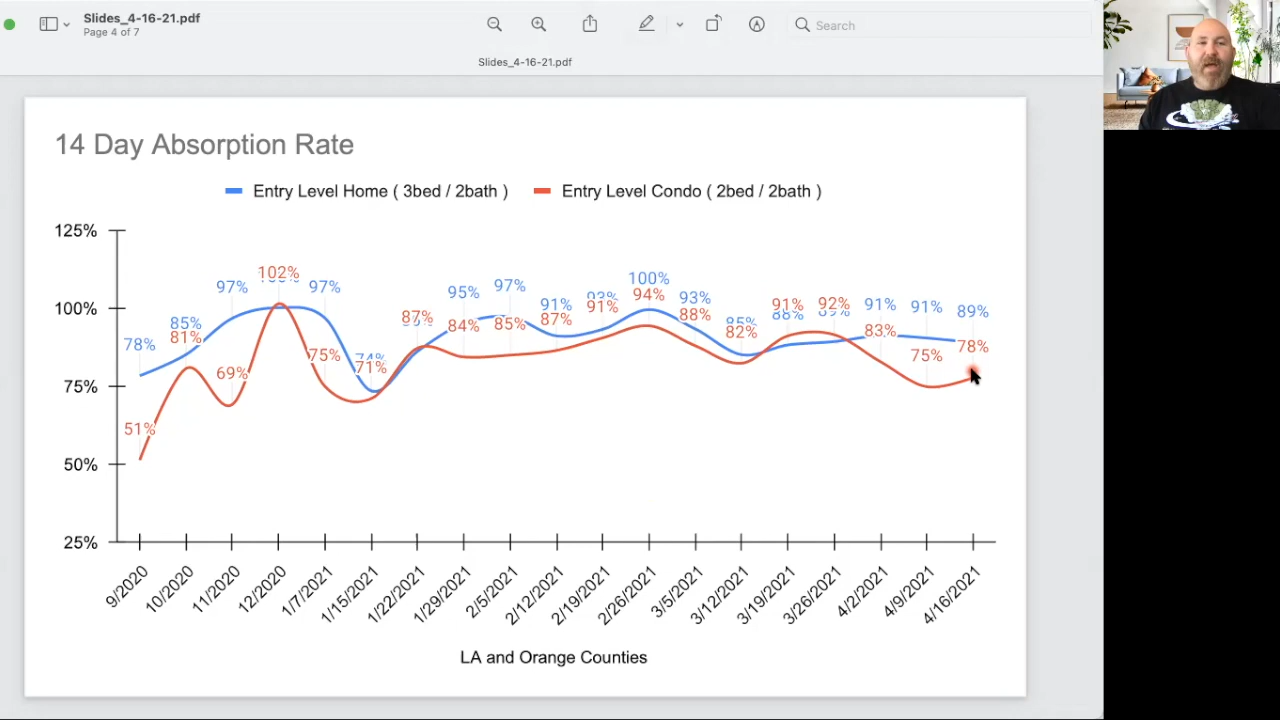 Slides_4-16-21.pdf
Page 4 of 7
Search
Slides_4-16-21.pdf
14 Day Absorption Rate
Entry Level Home ( 3bed / 2bath ) Entry Level Condo ( 2bed / 2bath )
125%
100%
75%
50%
25%
78% 85% 97% 97% 95% 97% 91% 100% 93% 91% 91% 89%
51% 81% 69% 102% 75% 71% 87% 84% 85% 87% 91% 94% 88% 82% 91% 92% 83% 75% 78%
9/2020 10/2020 11/2020 12/2020 1/7/2021 1/15/2021 1/22/2021 1/29/2021 2/5/2021 2/12/2021 2/19/2021 2/26/2021 3/5/2021 3/12/2021 3/19/2021 3/26/2021 4/2/2021 4/9/2021 4/16/2021
LA and Orange Counties